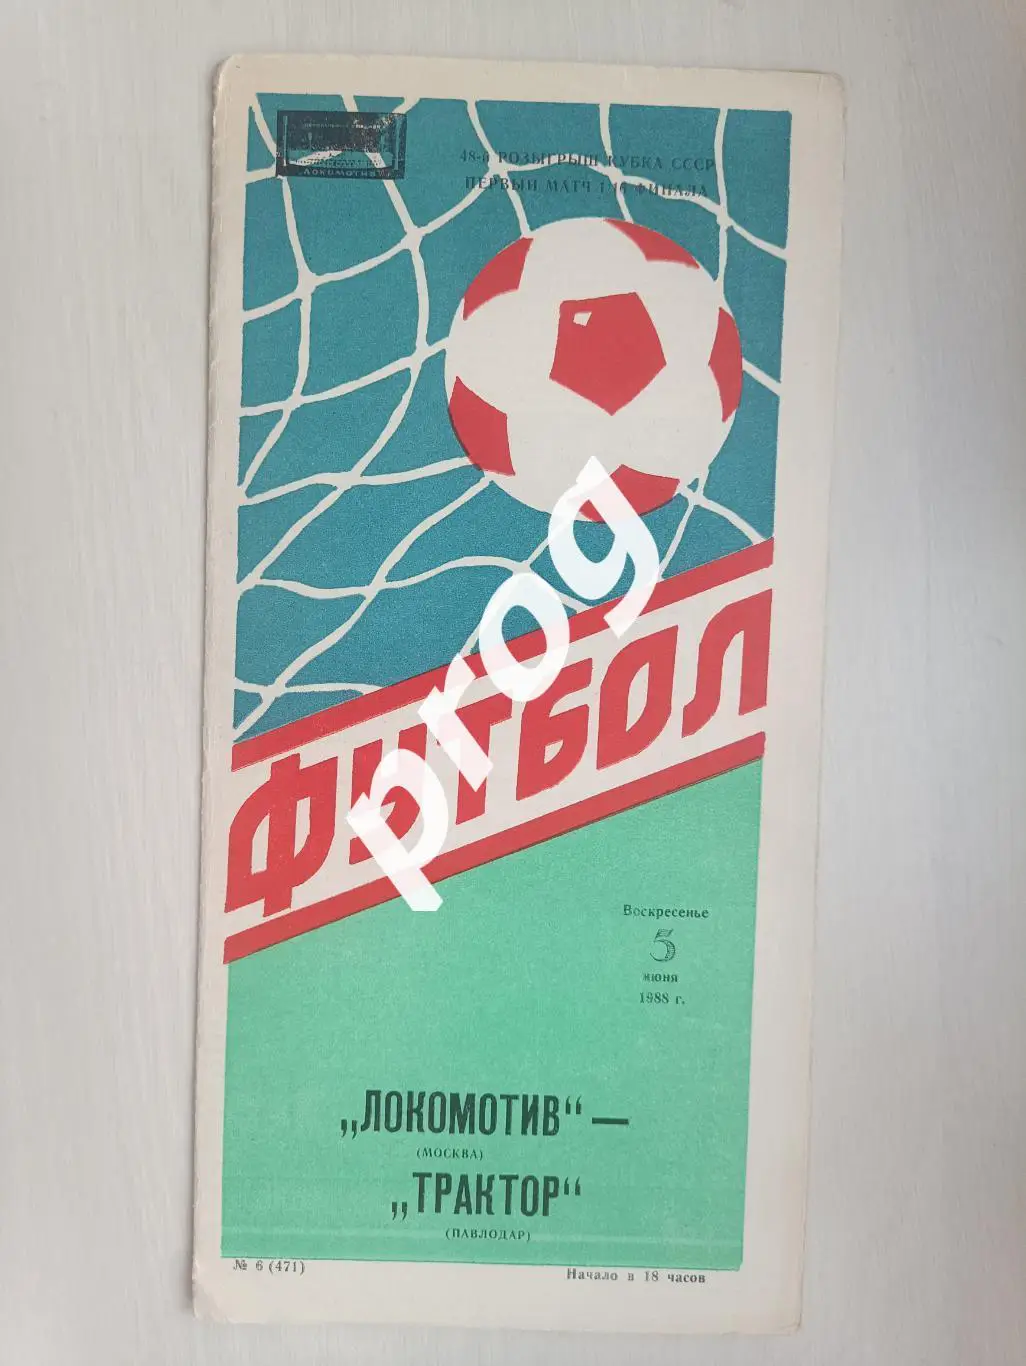 ЛОКОМОТИВ
48-й РОЗЫГРЫШ КУБКА СССР
ПЕРВЫЙ МАТЧ 1/16 ФИНАЛА
ФУТБОЛ
prog
Воскресенье
5
июня
1988 г.
„ЛОКОМОТИВ“ —
(МОСКВА)
„ТРАКТОР“
(ПАВЛОДАР)
№ 6 (471)
Начало в 18 часов